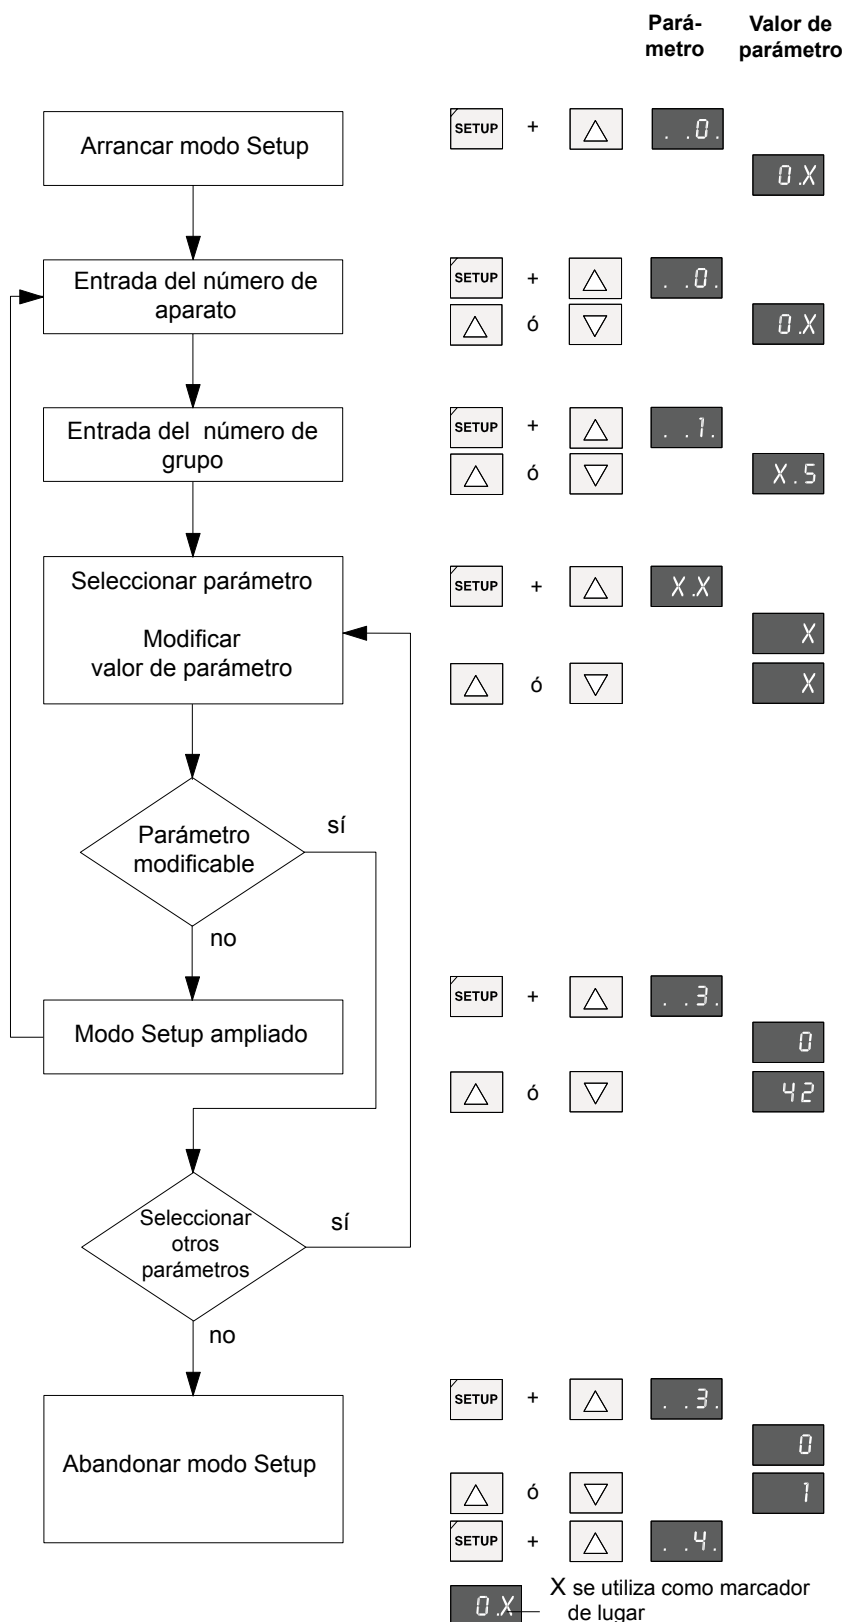 Pará-
metro
Valor de
parámetro
Arrancar modo Setup
SETUP + . .0.
0.X
Entrada del número de
aparato
SETUP + . .0.
ó 0.X
Entrada del número de
grupo
SETUP + . .1.
ó X.5
Seleccionar parámetro
Modificar
valor de parámetro
SETUP + X.X
X
ó X
Parámetro
modificable
sí
no
Modo Setup ampliado
SETUP + . .3.
0
ó 42
Seleccionar
otros
parámetros
sí
no
Abandonar modo Setup
SETUP + . .3.
0
ó 1
SETUP + . .4.
0.X
X se utiliza como marcador
de lugar